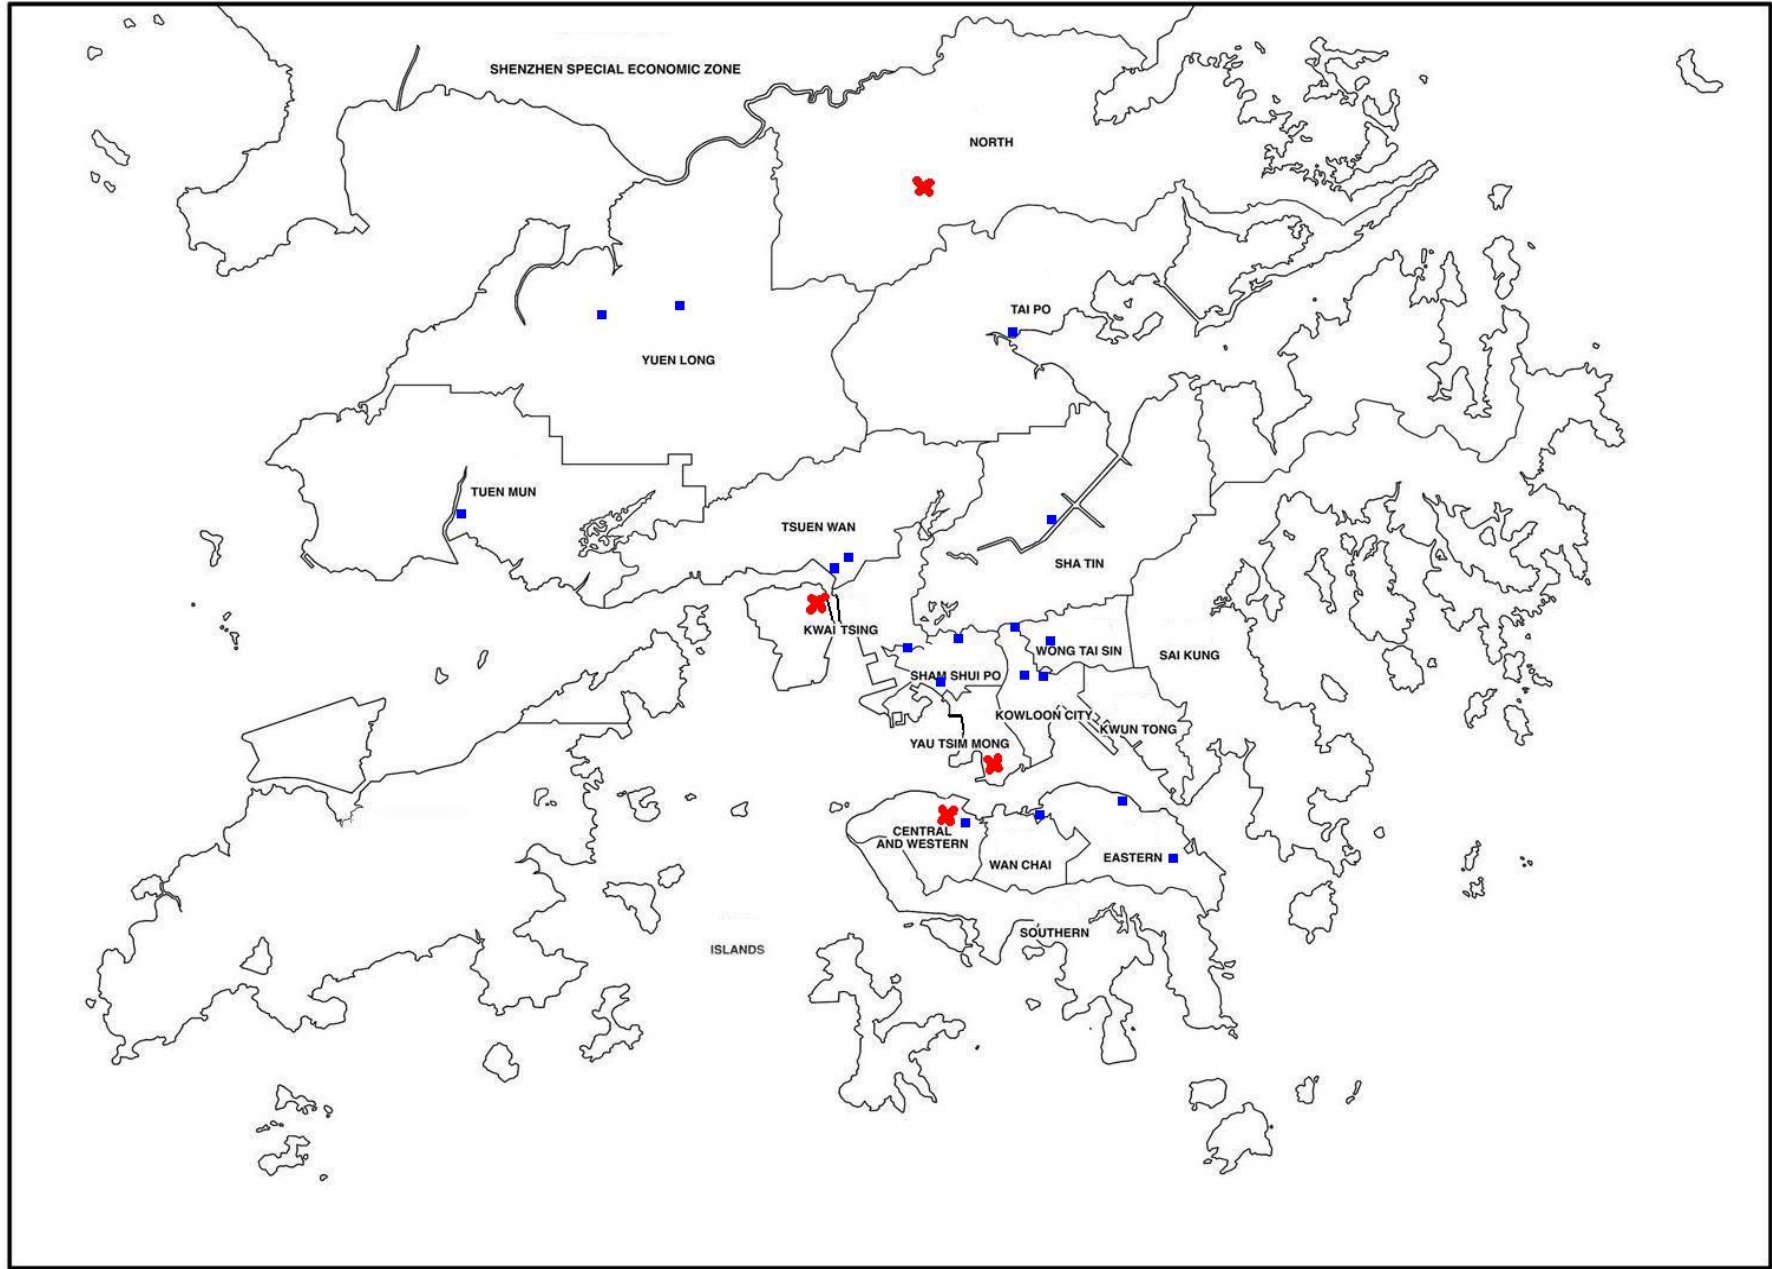 SHENZHEN SPECIAL ECONOMIC ZONE
NORTH
TAI PO
YUEN LONG
TUEN MUN
TSUEN WAN
SHA TIN
KWAI TSING
WONG TAI SIN
SAI KUNG
SHAM SHUI PO
KOWLOON CITY
KWUN TONG
YAU TSIM MONG
CENTRAL
AND WESTERN
WAN CHAI
EASTERN
SOUTHERN
ISLANDS